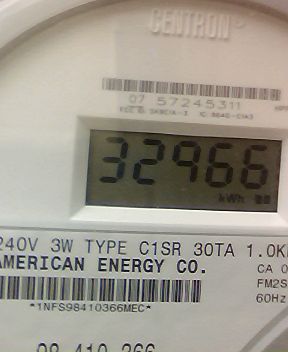 CENTRON
07 57245311
32966
kWh
240V 3W TYPE C1SR 30TA 1.0K
AMERICAN ENERGY CO.
CA 0
FM2S
60Hz
*1NFS98410366MEC*